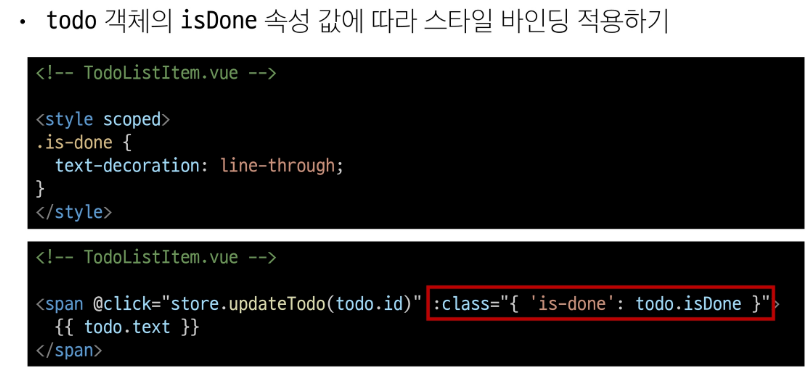 • todo 객체의 isDone 속성 값에 따라 스타일 바인딩 적용하기
<!-- TodoListItem.vue -->
<style scoped>
.is-done {
  text-decoration: line-through;
}
</style>
<!-- TodoListItem.vue -->
<span @click="store.updateTodo(todo.id)" :class="{ 'is-done': todo.isDone }">
  {{ todo.text }}
</span>